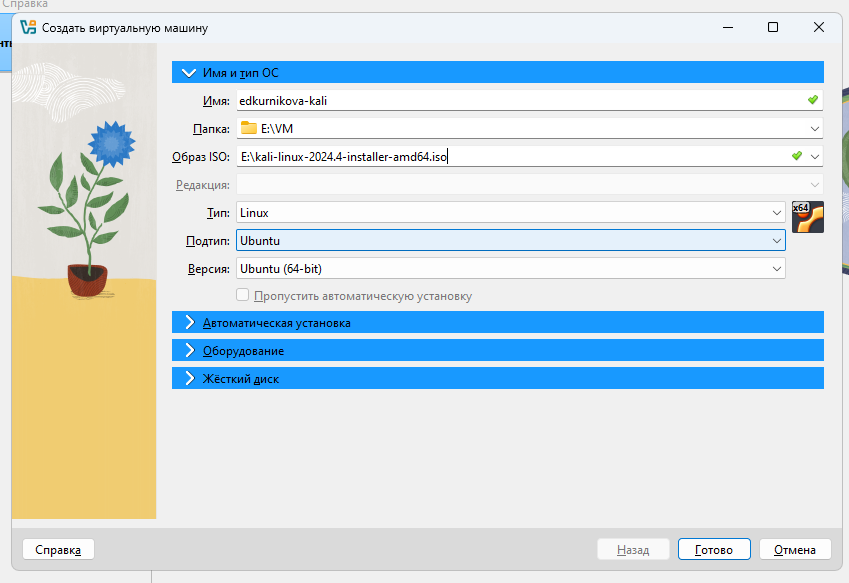 Справка
Создать виртуальную машину
Имя и тип ОС
Имя: edkurnikova-kali
Папка: E:\VM
Образ ISO: E:\kali-linux-2024.4-installer-amd64.iso
Редакция:
Тип: Linux
x64
Подтип: Ubuntu
Версия: Ubuntu (64-bit)
Пропустить автоматическую установку
Автоматическая установка
Оборудование
Жёсткий диск
Справка
Назад
Готово
Отмена